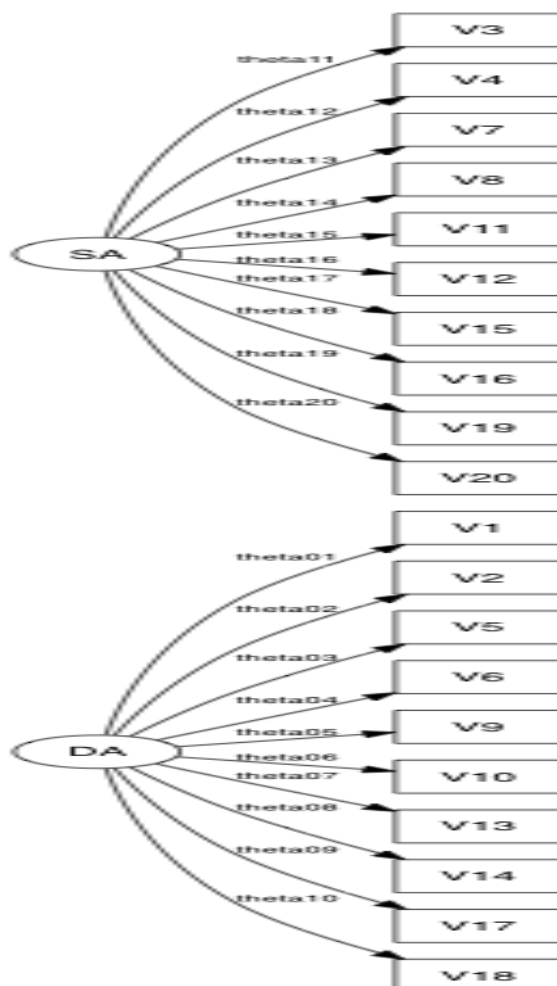 V3
theta11
V4
theta12
V7
theta13
V8
theta14
V11
theta15
SA
theta16
V12
theta17
V15
theta18
V16
theta19
V19
theta20
V20
V1
theta01
V2
theta02
V5
theta03
V6
theta04
V9
theta05
DA
theta06
V10
theta07
V13
theta08
V14
theta09
V17
theta10
V18